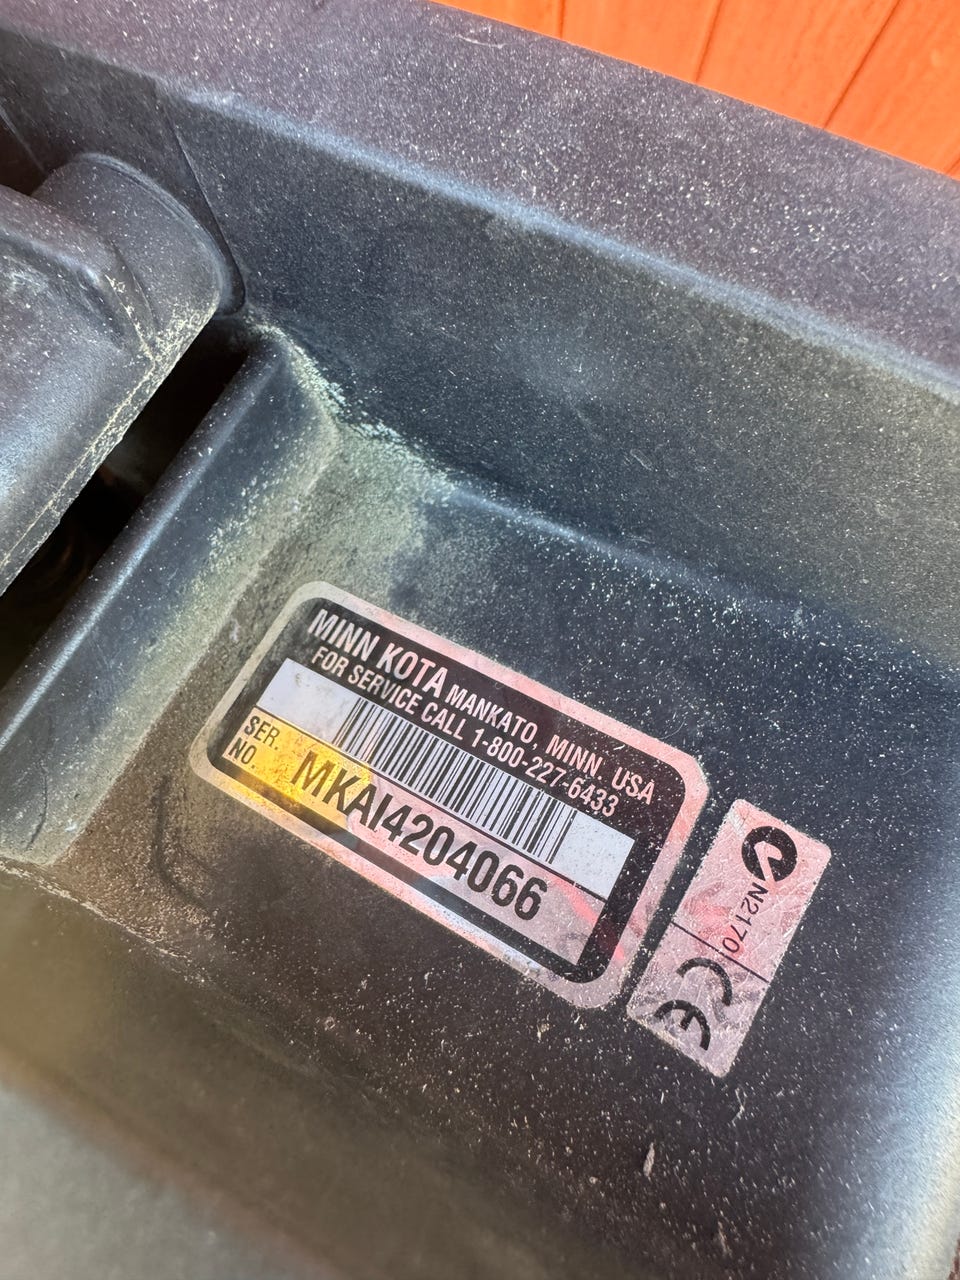 MINN KOTA MANKATO, MINN. USA
FOR SERVICE CALL 1-800-227-6433
SER.
NO.
MKAI4204066
N2170
CE